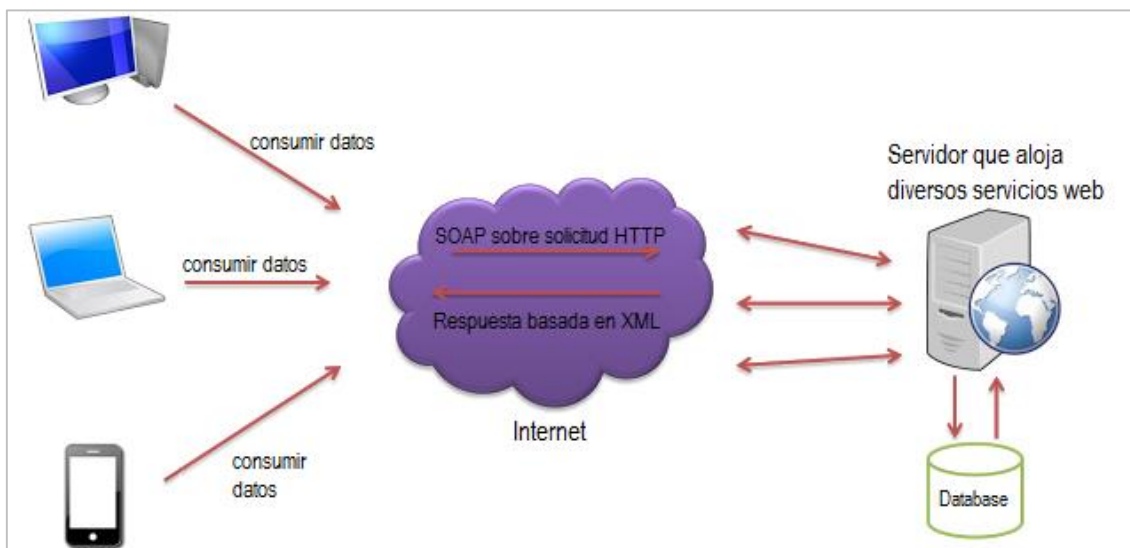 consumir datos
Servidor que aloja
diversos servicios web
SOAP sobre solicitud HTTP
consumir datos
Respuesta basada en XML
Internet
consumir
datos
Database